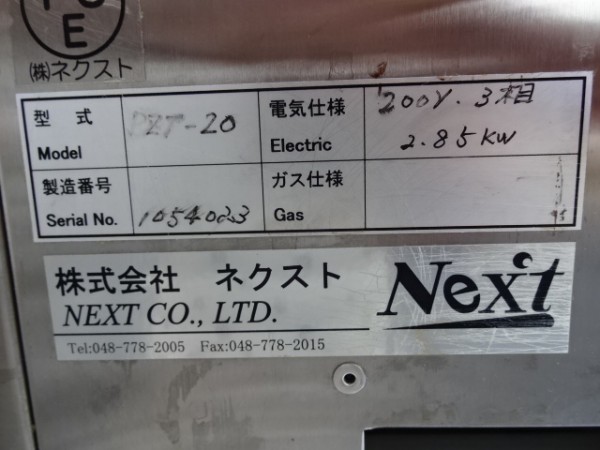 PSE
(株)ネクスト
型 式 PZT-20 電気仕様 200V.3相
Model Electric 2.85KW
製造番号 ガス仕様
Serial No. 1054023 Gas
株式会社 ネクスト Next
NEXT CO., LTD.
Tel:048-778-2005 Fax:048-778-2015